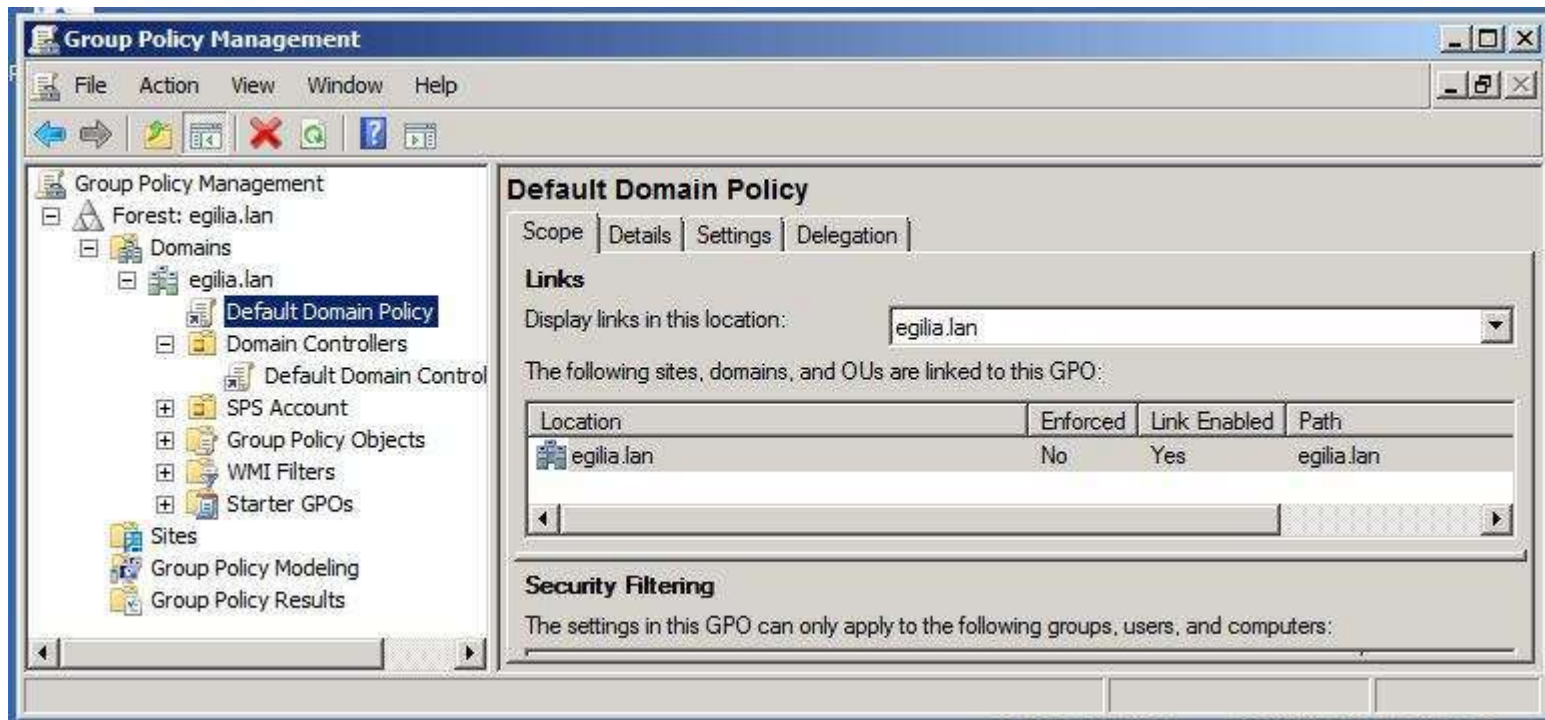 Group Policy Management
File Action View Window Help
Group Policy Management
Forest: egilia.lan
Domains
egilia.lan
Default Domain Policy
Domain Controllers
Default Domain Control
SPS Account
Group Policy Objects
WMI Filters
Starter GPOs
Sites
Group Policy Modeling
Group Policy Results
Default Domain Policy
Scope Details Settings Delegation
Links
Display links in this location: egilia.lan
The following sites, domains, and OUs are linked to this GPO:
Location Enforced Link Enabled Path
egilia.lan No Yes egilia.lan
Security Filtering
The settings in this GPO can only apply to the following groups, users, and computers: